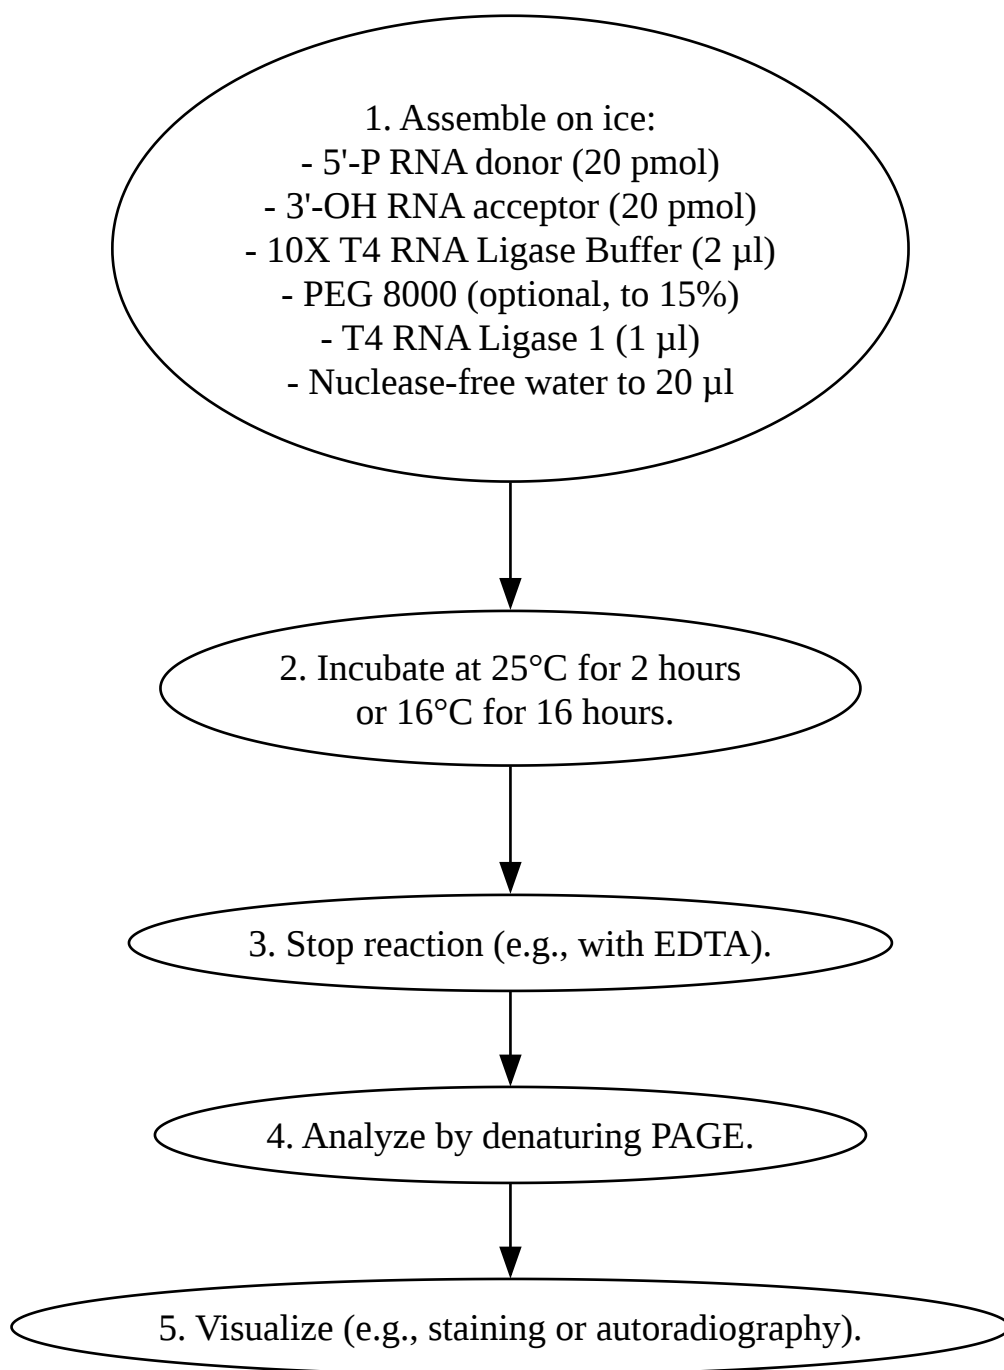 1. Assemble on ice:
- 5'-P RNA donor (20 pmol)
- 3'-OH RNA acceptor (20 pmol)
- 10X T4 RNA Ligase Buffer (2 µl)
- PEG 8000 (optional, to 15%)
- T4 RNA Ligase 1 (1 µl)
- Nuclease-free water to 20 µl
2. Incubate at 25°C for 2 hours
or 16°C for 16 hours.
3. Stop reaction (e.g., with EDTA).
4. Analyze by denaturing PAGE.
5. Visualize (e.g., staining or autoradiography).